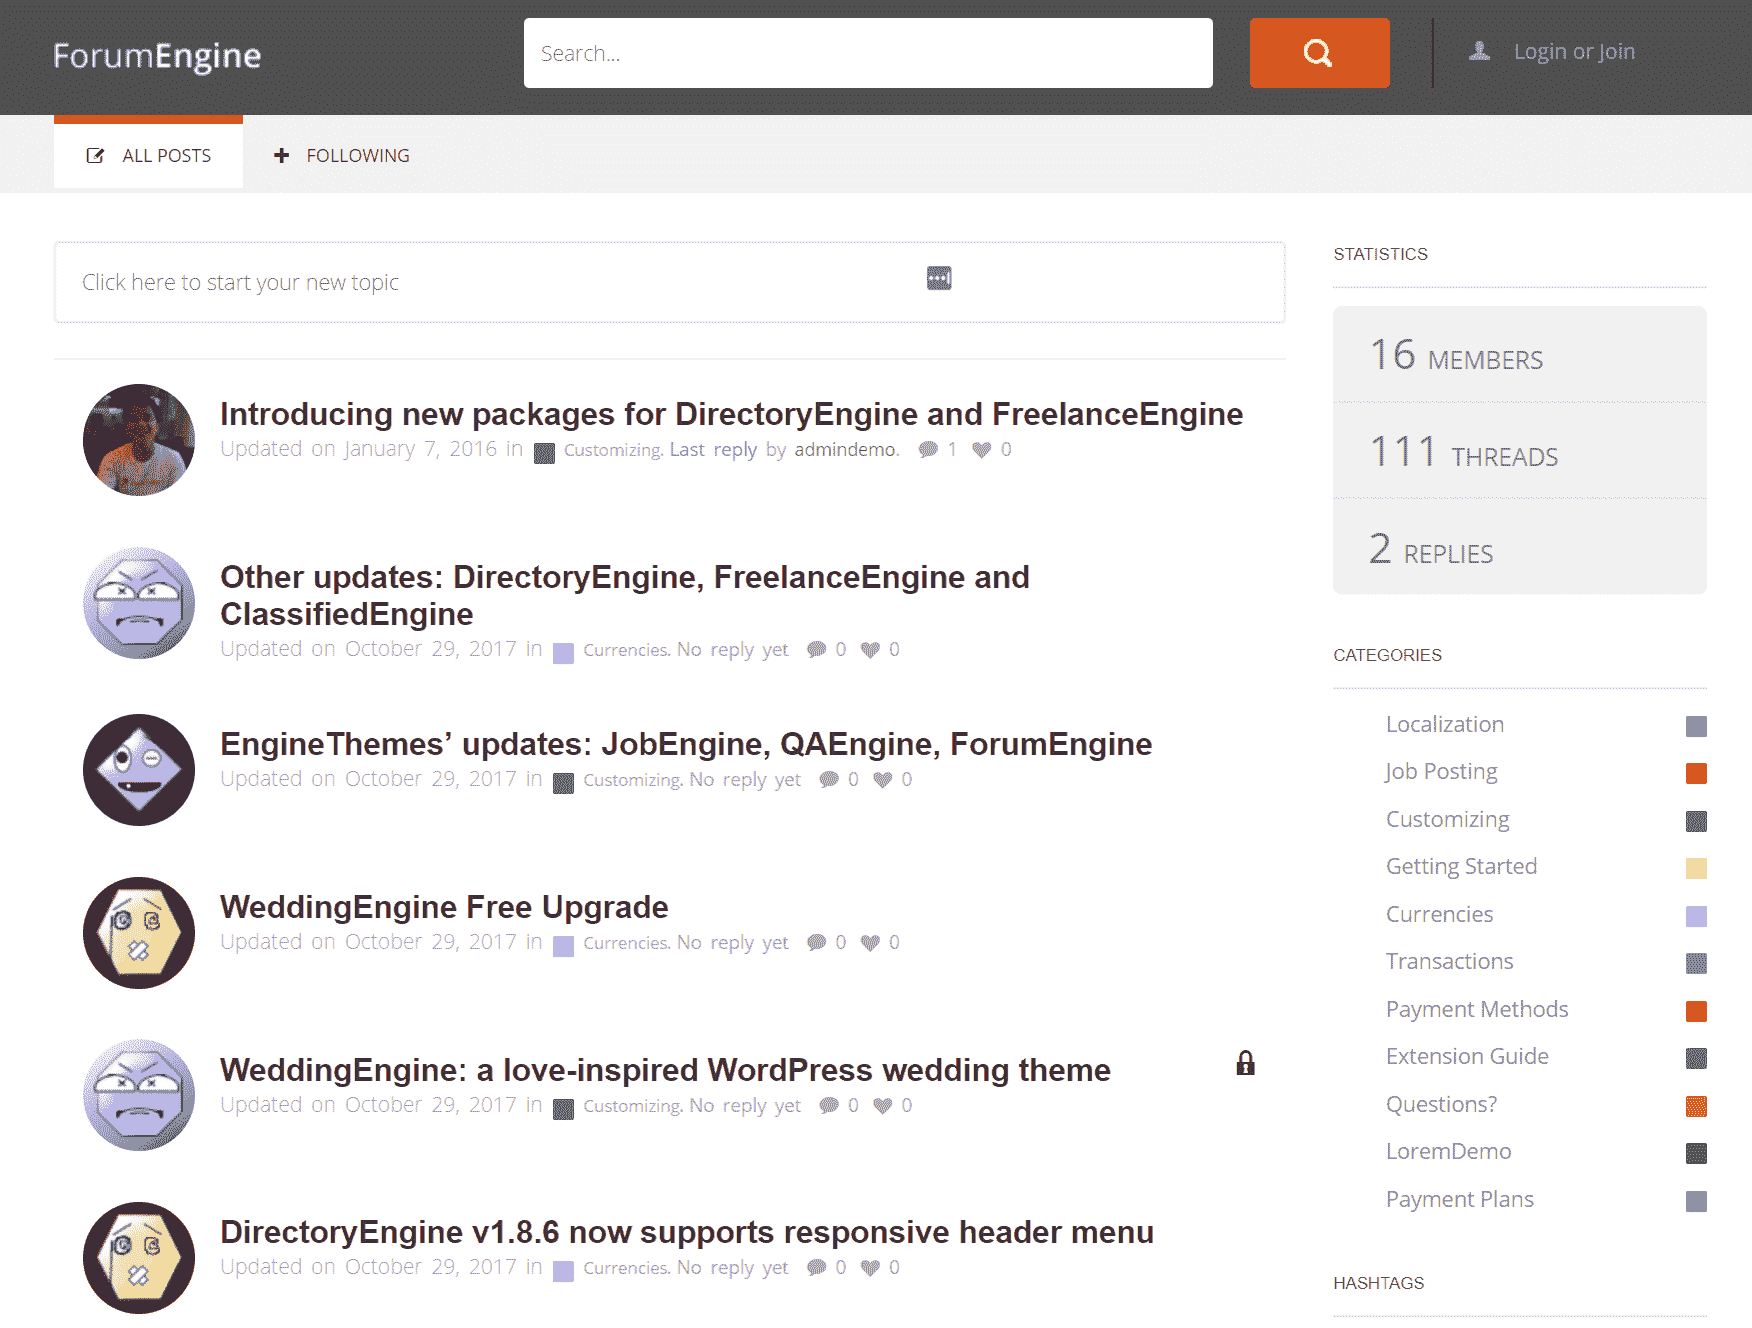 ForumEngine
Search...
Login or Join
ALL POSTS
FOLLOWING
Click here to start your new topic
Introducing new packages for DirectoryEngine and FreelanceEngine
Updated on January 7, 2016 in Customizing. Last reply by admindemo. 1 0
Other updates: DirectoryEngine, FreelanceEngine and
ClassifiedEngine
Updated on October 29, 2017 in Currencies. No reply yet 0 0
EngineThemes’ updates: JobEngine, QAEngine, ForumEngine
Updated on October 29, 2017 in Customizing. No reply yet 0 0
WeddingEngine Free Upgrade
Updated on October 29, 2017 in Currencies. No reply yet 0 0
WeddingEngine: a love-inspired WordPress wedding theme
Updated on October 29, 2017 in Customizing. No reply yet 0 0
DirectoryEngine v1.8.6 now supports responsive header menu
Updated on October 29, 2017 in Currencies. No reply yet 0 0
STATISTICS
16 MEMBERS
111 THREADS
2 REPLIES
CATEGORIES
Localization
Job Posting
Customizing
Getting Started
Currencies
Transactions
Payment Methods
Extension Guide
Questions?
LoremDemo
Payment Plans
HASHTAGS